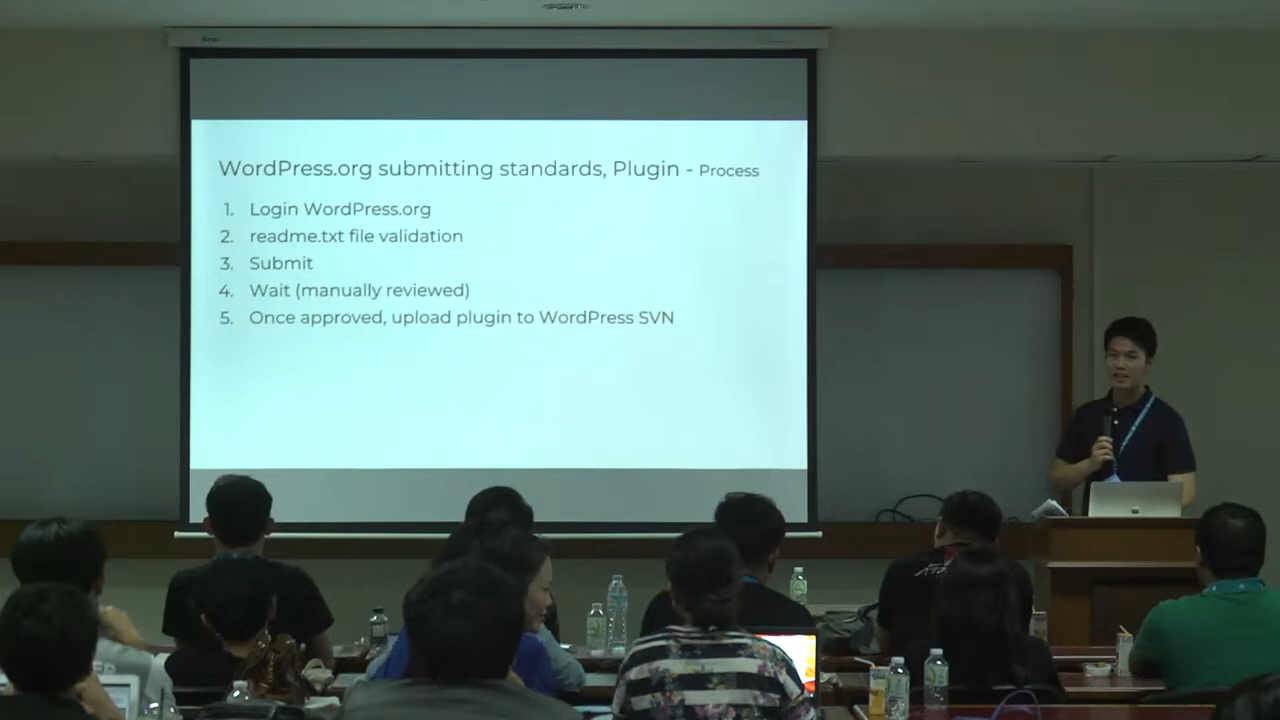 WordPress.org submitting standards, Plugin - Process
1. Login WordPress.org
2. readme.txt file validation
3. Submit
4. Wait (manually reviewed)
5. Once approved, upload plugin to WordPress SVN